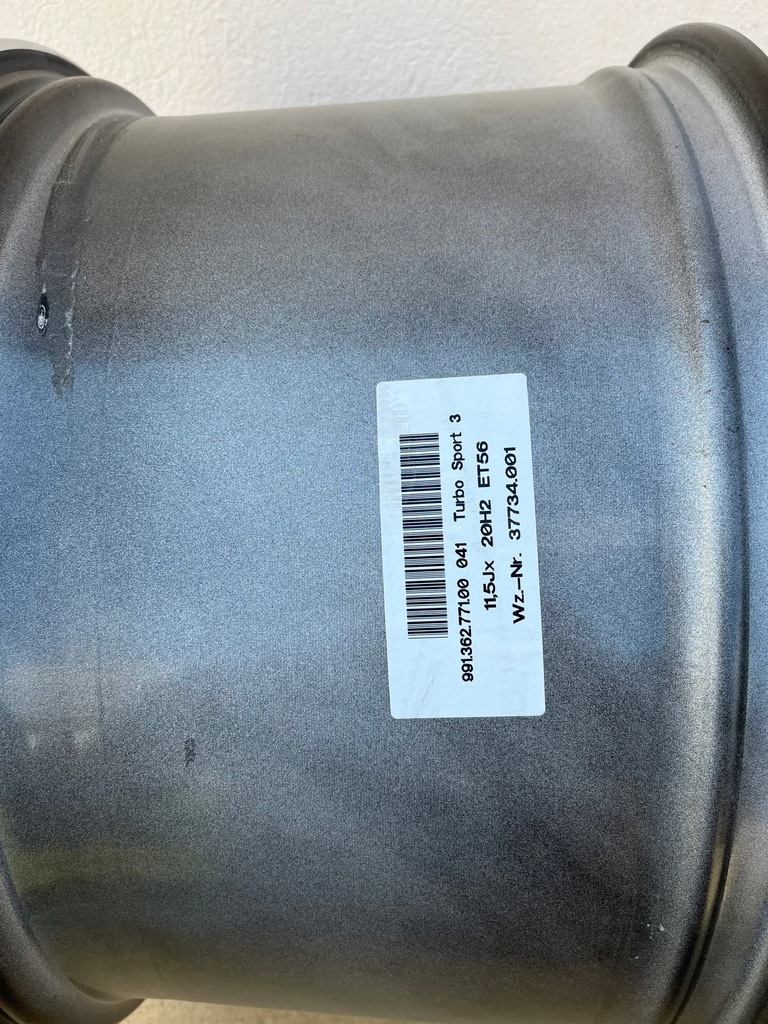 991.362.771.00 041 Turbo Sport 3
11,5Jx 20H2 ET56
Wz.-Nr. 37734.001